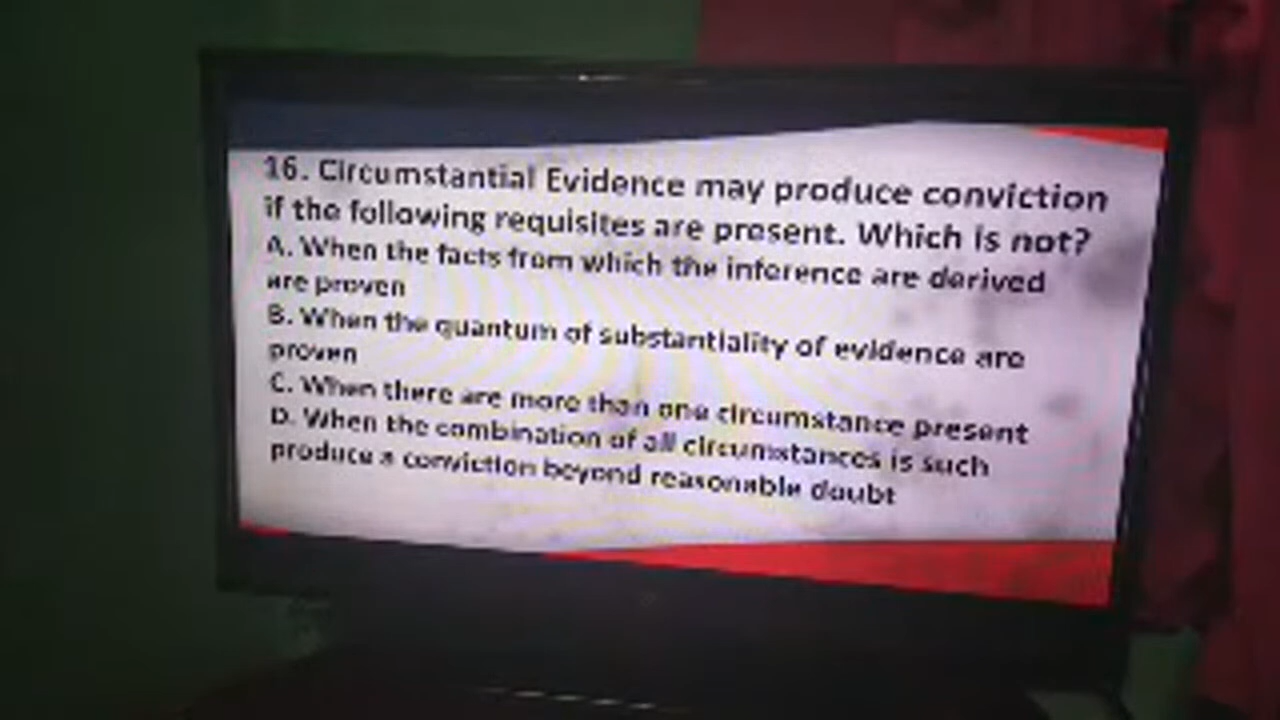 16. Circumstantial Evidence may produce conviction
if the following requisites are present. Which is not?
A. When the facts from which the inference are derived
are proven
B. When the quantum of substantiality of evidence are
proven
C. When there are more than one circumstance present
D. When the combination of all circumstances is such
produce a conviction beyond reasonable doubt